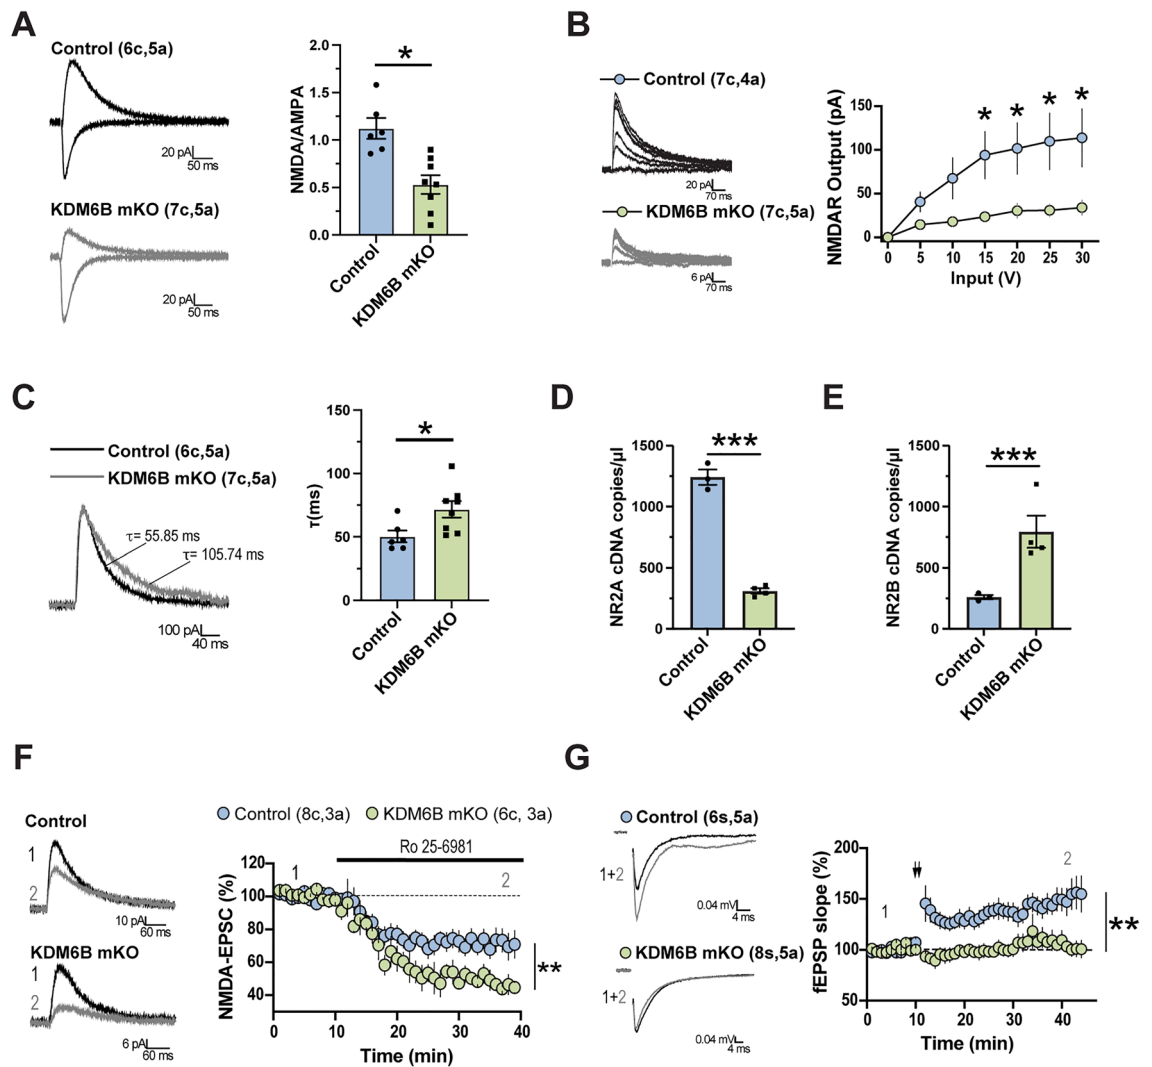 A
Control (6c,5a)
20 pA
50 ms
KDM6B mKO (7c,5a)
20 pA
50 ms
NMDA/AMPA
2.0
1.5
1.0
0.5
0.0
*
Control
KDM6B mKO
B
Control (7c,4a)
20 pA
70 ms
KDM6B mKO (7c,5a)
6 pA
70 ms
NMDAR Output (pA)
150
100
50
0
* * * *
0 5 10 15 20 25 30
Input (V)
C
Control (6c,5a)
KDM6B mKO (7c,5a)
τ= 55.85 ms
τ= 105.74 ms
100 pA
40 ms
τ(ms)
150
100
50
0
*
Control
KDM6B mKO
D
NR2A cDNA copies/µl
1500
1000
500
0
***
Control
KDM6B mKO
E
NR2B cDNA copies/µl
1500
1000
500
0
***
Control
KDM6B mKO
F
Control
1
2
10 pA
60 ms
KDM6B mKO
1
2
6 pA
60 ms
Control (8c,3a)
KDM6B mKO (6c, 3a)
Ro 25-6981
NMDA-EPSC (%)
120
100
80
60
40
1
2
**
0 10 20 30 40
Time (min)
G
Control (6s,5a)
1+2
0.04 mV
4 ms
KDM6B mKO (8s,5a)
1+2
0.04 mV
4 ms
fEPSP slope (%)
200
150
100
50
1
2
**
0 10 20 30 40
Time (min)